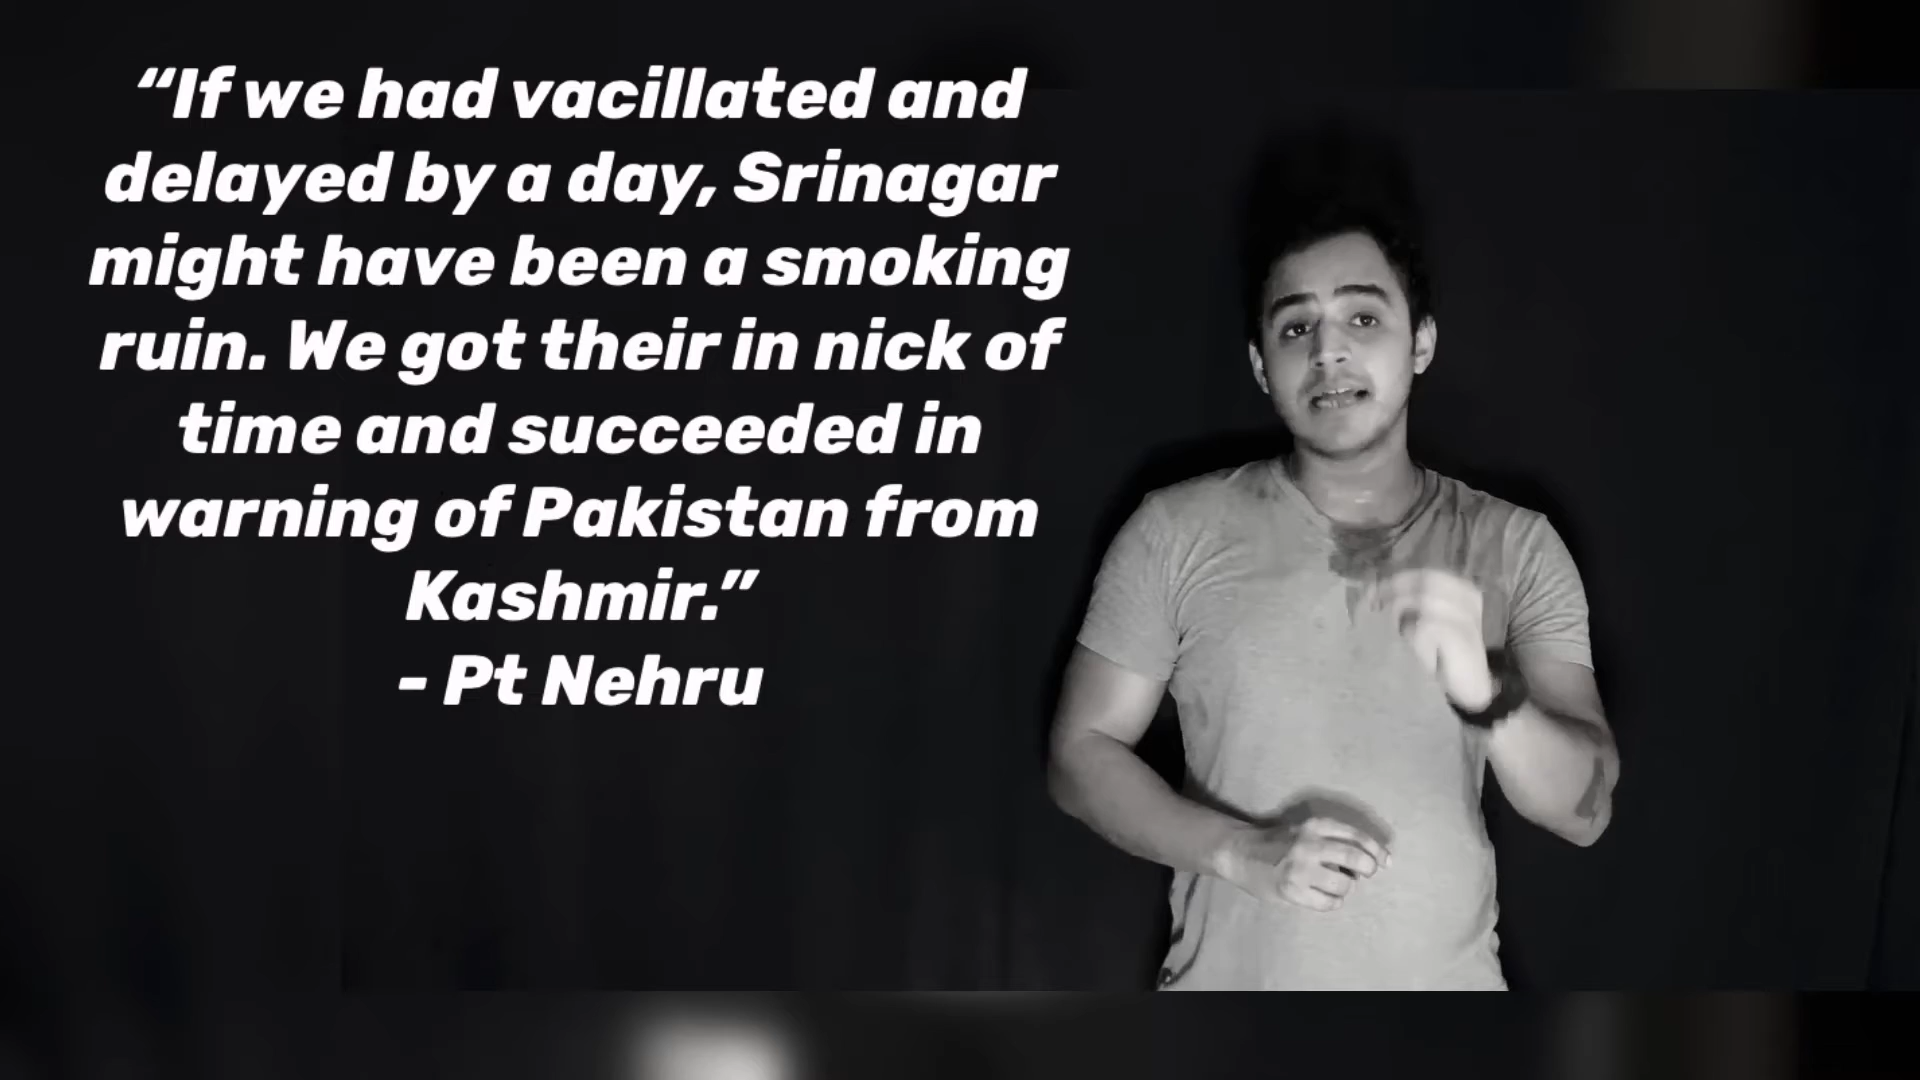 “If we had vacillated and
delayed by a day, Srinagar
might have been a smoking
ruin. We got their in nick of
time and succeeded in
warning of Pakistan from
Kashmir.”
- Pt Nehru